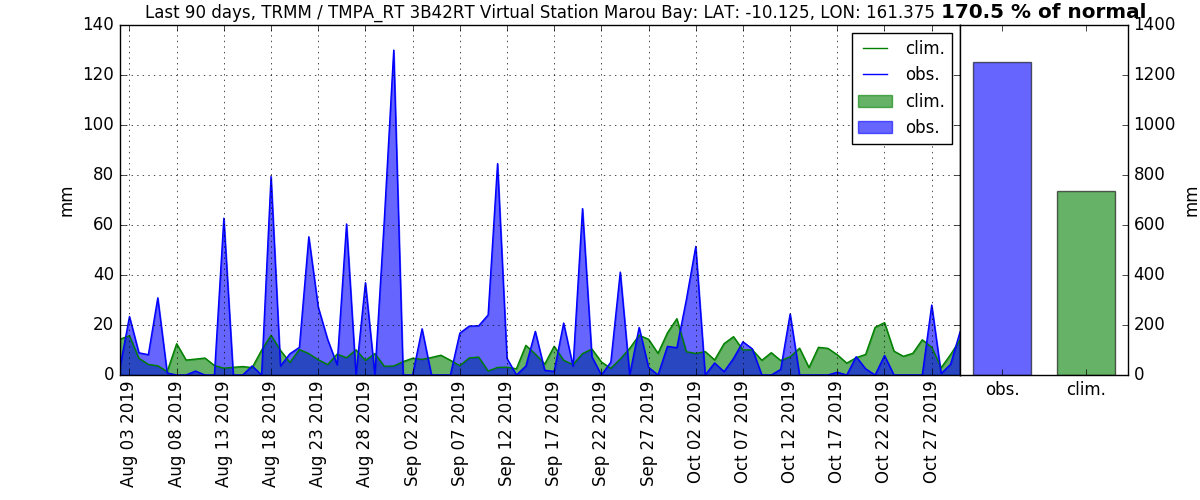 Last 90 days, TRMM / TMPA_RT 3B42RT Virtual Station Marou Bay: LAT: -10.125, LON: 161.375 170.5 % of normal
140
120
100
80
60
40
20
0
mm
clim.
obs.
clim.
obs.
1400
1200
1000
800
600
400
200
0
mm
Aug 03 2019
Aug 08 2019
Aug 13 2019
Aug 18 2019
Aug 23 2019
Aug 28 2019
Sep 02 2019
Sep 07 2019
Sep 12 2019
Sep 17 2019
Sep 22 2019
Sep 27 2019
Oct 02 2019
Oct 07 2019
Oct 12 2019
Oct 17 2019
Oct 22 2019
Oct 27 2019
obs.
clim.